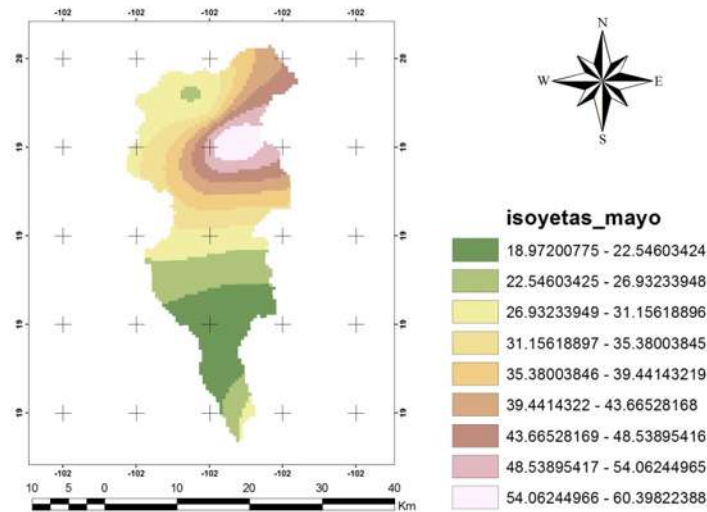 -102 -102 -102 -102 -102
20 20
19 19
19 19
19 19
19 19
-102 -102 -102 -102 -102
10 5 0 10 20 30 40
Km
N
W E
S
isoyetas_mayo
18.97200775 - 22.54603424
22.54603425 - 26.93233948
26.93233949 - 31.15618896
31.15618897 - 35.38003845
35.38003846 - 39.44143219
39.4414322 - 43.66528168
43.66528169 - 48.53895416
48.53895417 - 54.06244965
54.06244966 - 60.39822388